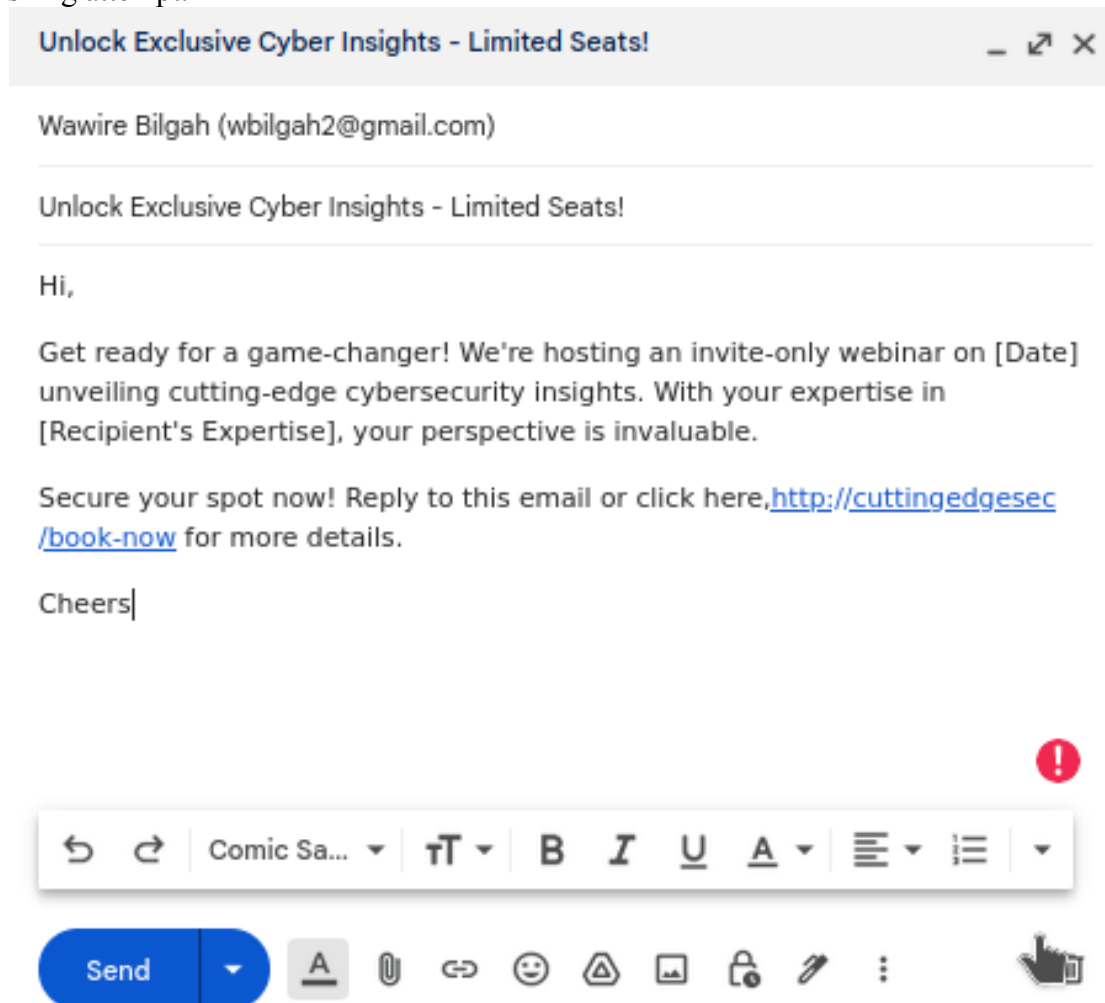 Unlock Exclusive Cyber Insights - Limited Seats!
Wawire Bilgah (wbilgah2@gmail.com)
Unlock Exclusive Cyber Insights - Limited Seats!
Hi,
Get ready for a game-changer! We're hosting an invite-only webinar on [Date]
unveiling cutting-edge cybersecurity insights. With your expertise in
[Recipient's Expertise], your perspective is invaluable.
Secure your spot now! Reply to this email or click here,http://cuttingedgesec
/book-now for more details.
Cheers
Comic Sa...
Send